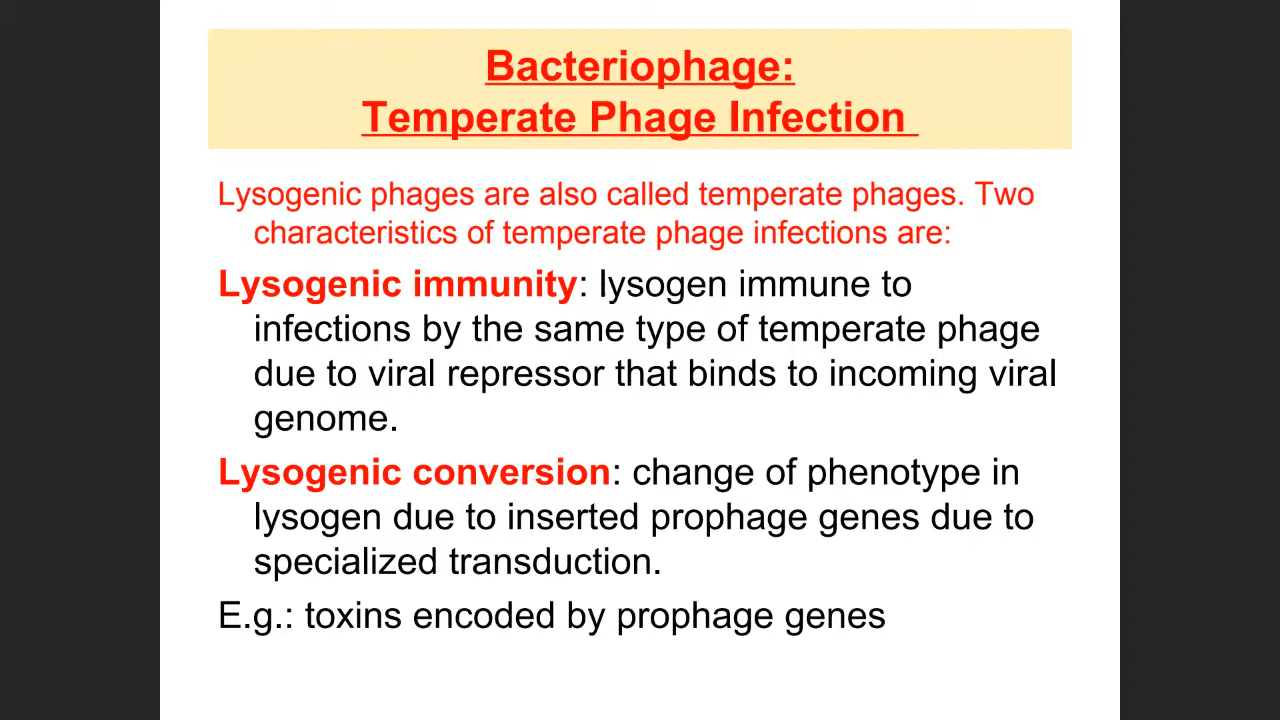 Bacteriophage:
Temperate Phage Infection
Lysogenic phages are also called temperate phages. Two
characteristics of temperate phage infections are:
Lysogenic immunity: lysogen immune to
infections by the same type of temperate phage
due to viral repressor that binds to incoming viral
genome.
Lysogenic conversion: change of phenotype in
lysogen due to inserted prophage genes due to
specialized transduction.
E.g.: toxins encoded by prophage genes